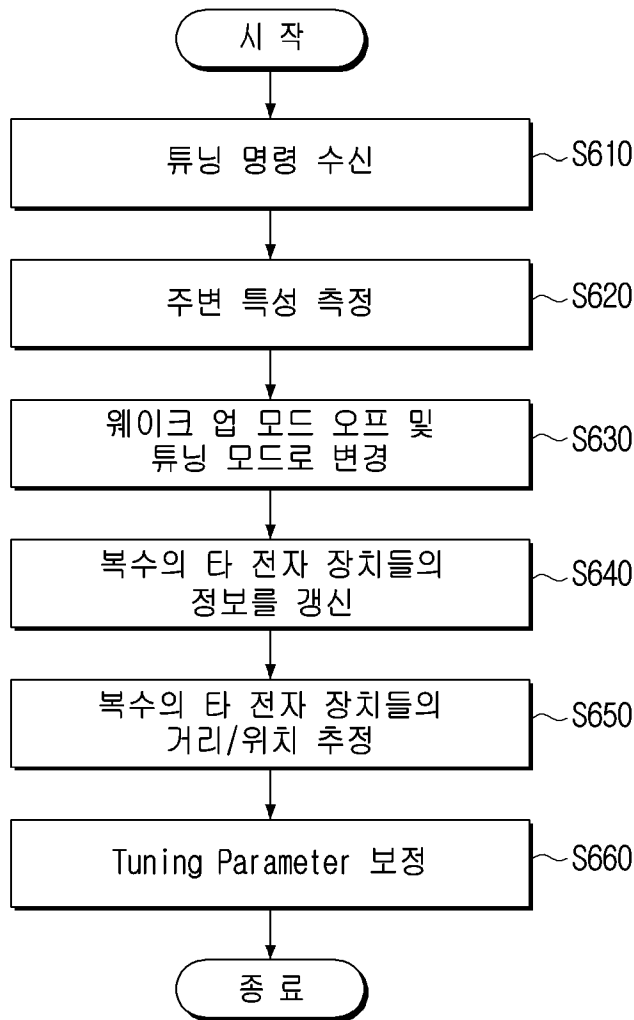 시 작
튜닝 명령 수신
S610
주변 특성 측정
S620
웨이크 업 모드 오프 및
튜닝 모드로 변경
S630
복수의 타 전자 장치들의
정보를 갱신
S640
복수의 타 전자 장치들의
거리/위치 추정
S650
Tuning Parameter 보정
S660
종 료